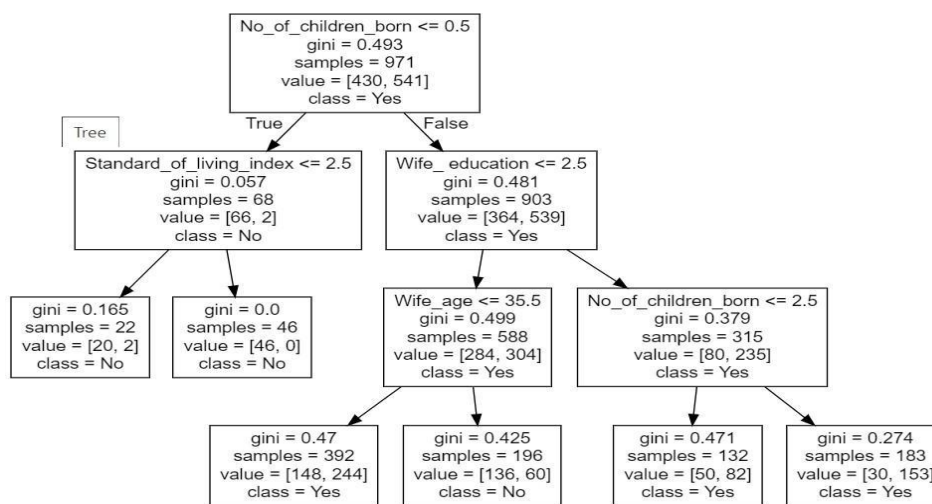 No_of_children_born <= 0.5
gini = 0.493
samples = 971
value = [430, 541]
class = Yes
True
False
Tree
Standard_of_living_index <= 2.5
gini = 0.057
samples = 68
value = [66, 2]
class = No
Wife_ education <= 2.5
gini = 0.481
samples = 903
value = [364, 539]
class = Yes
gini = 0.165
samples = 22
value = [20, 2]
class = No
gini = 0.0
samples = 46
value = [46, 0]
class = No
Wife_age <= 35.5
gini = 0.499
samples = 588
value = [284, 304]
class = Yes
No_of_children_born <= 2.5
gini = 0.379
samples = 315
value = [80, 235]
class = Yes
gini = 0.47
samples = 392
value = [148, 244]
class = Yes
gini = 0.425
samples = 196
value = [136, 60]
class = No
gini = 0.471
samples = 132
value = [50, 82]
class = Yes
gini = 0.274
samples = 183
value = [30, 153]
class = Yes